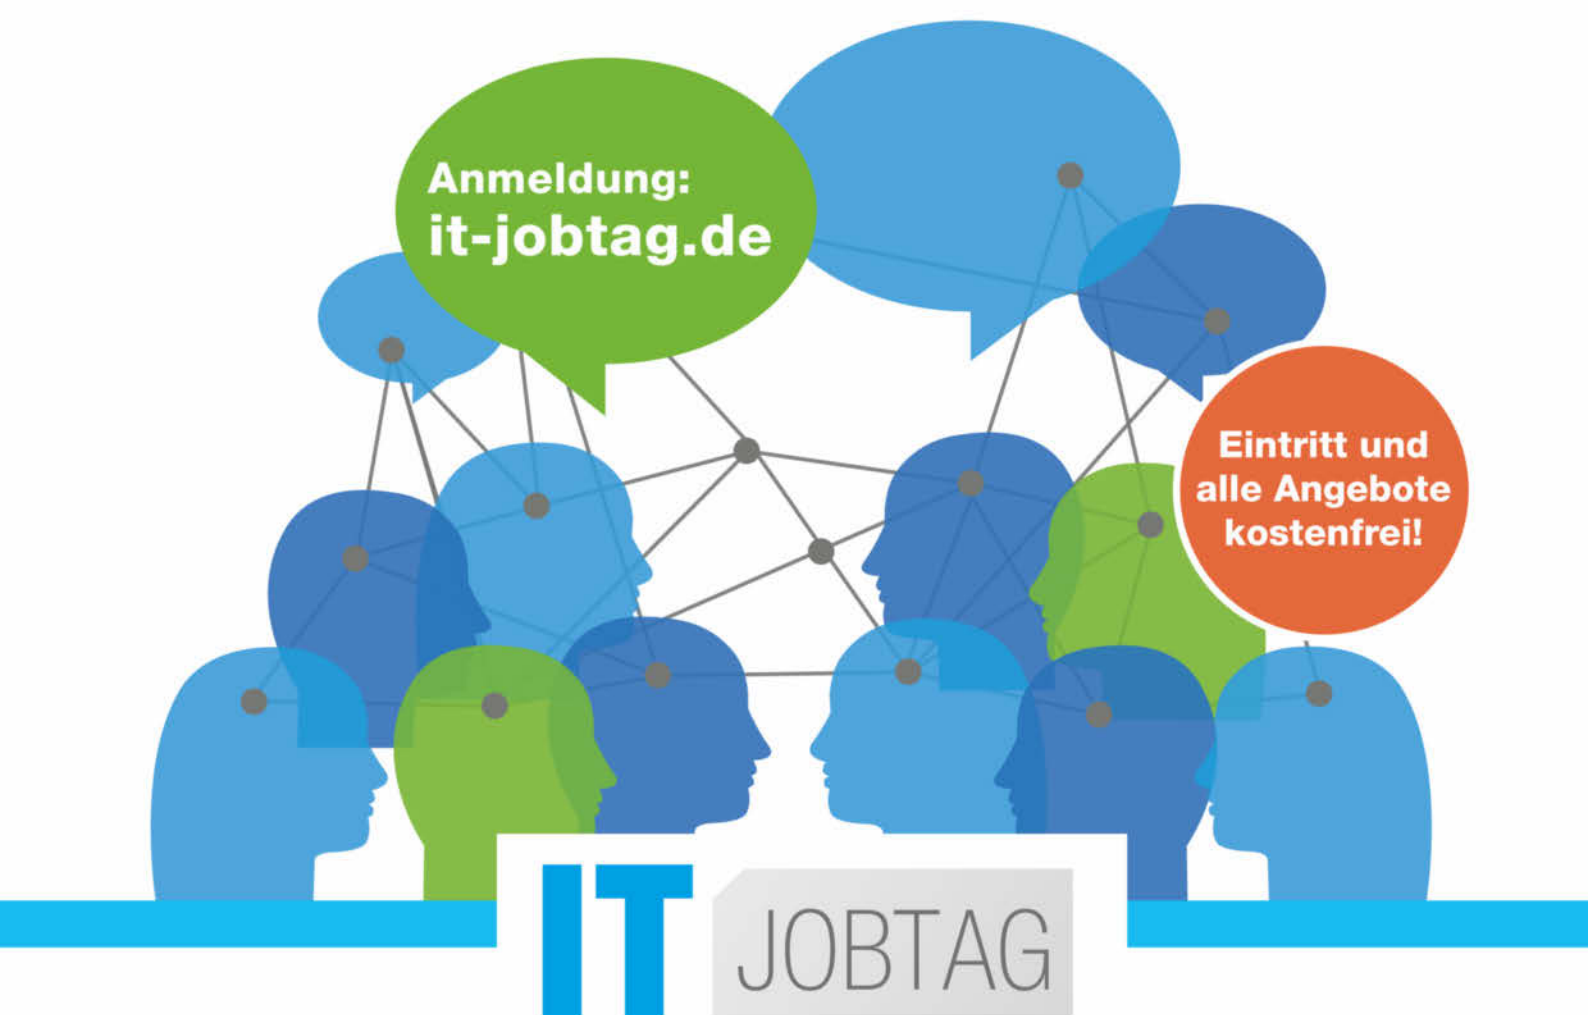 Anmeldung:
it-jobtag.de
Eintritt und
alle Angebote
kostenfrei!
IT JOBTAG